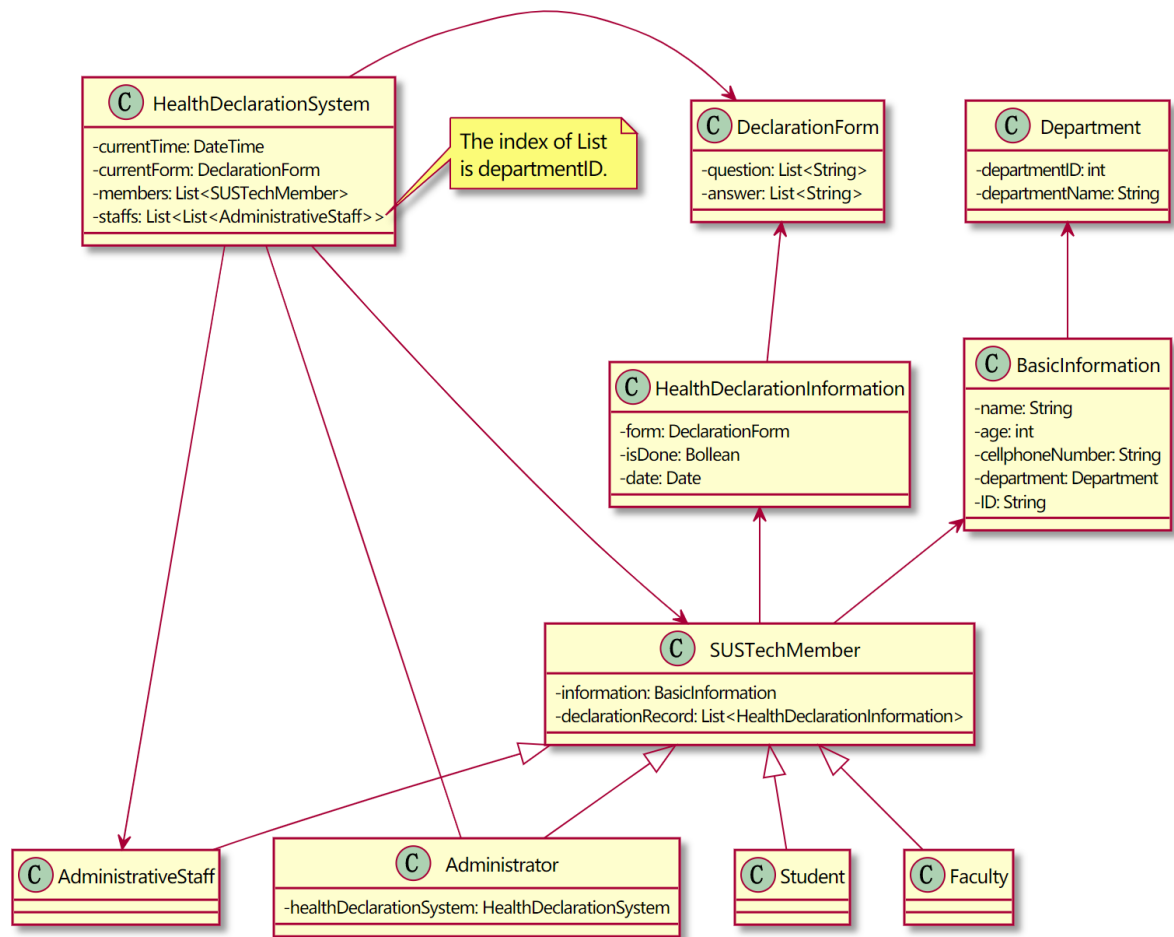 C HealthDeclarationSystem
-currentTime: DateTime
-currentForm: DeclarationForm
-members: List<SUSTechMember>
-staffs: List<List<AdministrativeStaff>>
The index of List
is departmentID.
C DeclarationForm
-question: List<String>
-answer: List<String>
C Department
-departmentID: int
-departmentName: String
C HealthDeclarationInformation
-form: DeclarationForm
-isDone: Bollean
-date: Date
C BasicInformation
-name: String
-age: int
-cellphoneNumber: String
-department: Department
-ID: String
C SUSTechMember
-information: BasicInformation
-declarationRecord: List<HealthDeclarationInformation>
C AdministrativeStaff
C Administrator
-healthDeclarationSystem: HealthDeclarationSystem
C Student
C Faculty